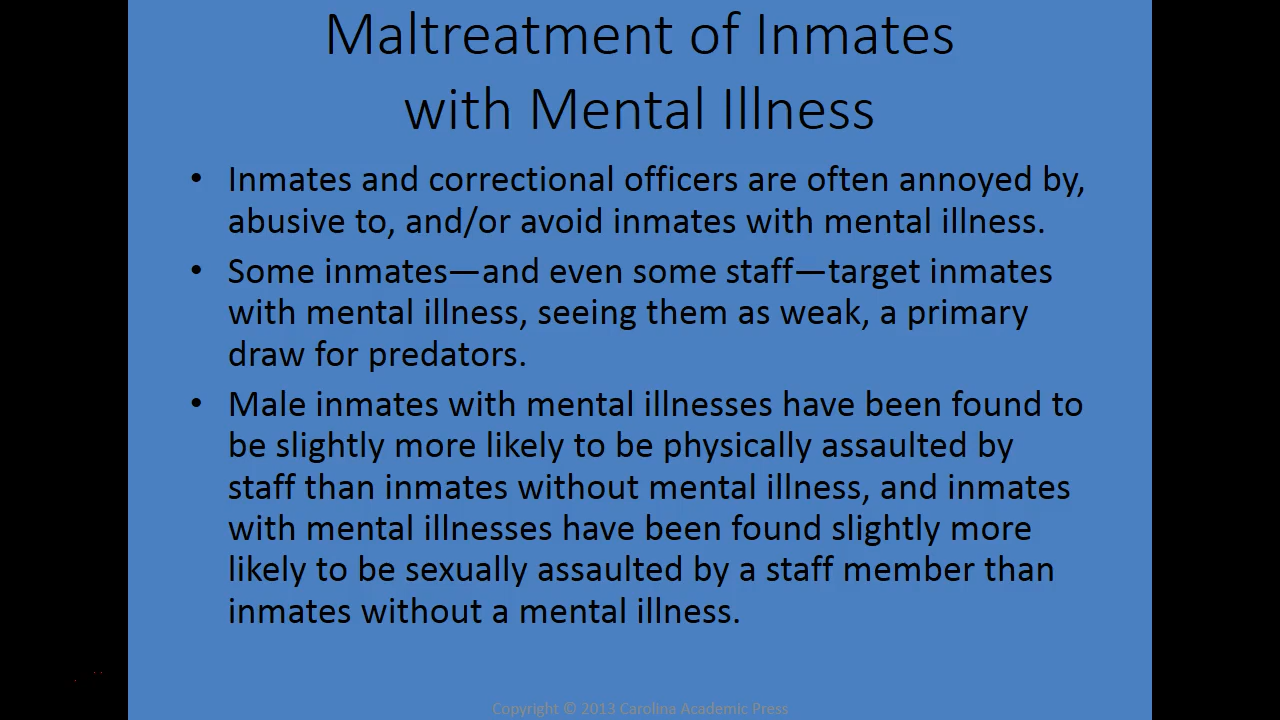 Maltreatment of Inmates
with Mental Illness
• Inmates and correctional officers are often annoyed by,
abusive to, and/or avoid inmates with mental illness.
• Some inmates—and even some staff—target inmates
with mental illness, seeing them as weak, a primary
draw for predators.
• Male inmates with mental illnesses have been found to
be slightly more likely to be physically assaulted by
staff than inmates without mental illness, and inmates
with mental illnesses have been found slightly more
likely to be sexually assaulted by a staff member than
inmates without a mental illness.
Copyright © 2013 Carolina Academic Press